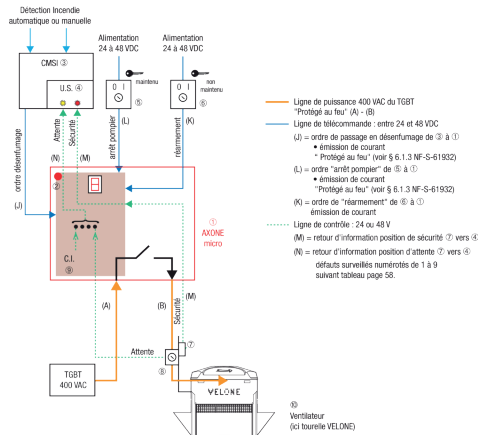 Détection Incendie
automatique ou manuelle
Alimentation
24 à 48 VDC
Alimentation
24 à 48 VDC
CMSI ③
U.S. ④
maintenu
non
maintenu
O I
O I
⑤
⑥
Attente
Sécurité
(N)
(M)
(L)
(K)
ordre désenfumage
arrêt pompier
réarmement
(J)
②
①
AXONE
micro
C.I.
⑨
(A)
(B)
Sécurité
(M)
Attente
⑦
⑧
TGBT
400 VAC
VELONE
⑩
Ventilateur
(ici tourelle VELONE)
Ligne de puissance 400 VAC du TGBT
"Protégé au feu" (A) - (B)
Ligne de télécommande : entre 24 et 48 VDC
(J) = ordre de passage en désenfumage de ③ à ①
• émission de courant
" Protégé au feu" (voir § 6.1.3 NF-S-61932)
(L) = ordre "arrêt pompier" de ⑤ à ①
• émission de courant
"Protégé au feu" (voir § 6.1.3 NF-S-61932)
(K) = ordre de "réarmement" de ⑥ à ①
émission de courant
Ligne de contrôle : 24 ou 48 V
(M) = retour d'information position de sécurité ⑦ vers ④
(N) = retour d'information position d'attente ⑦ vers ④
défauts surveillés numérotés de 1 à 9
suivant tableau page 58.